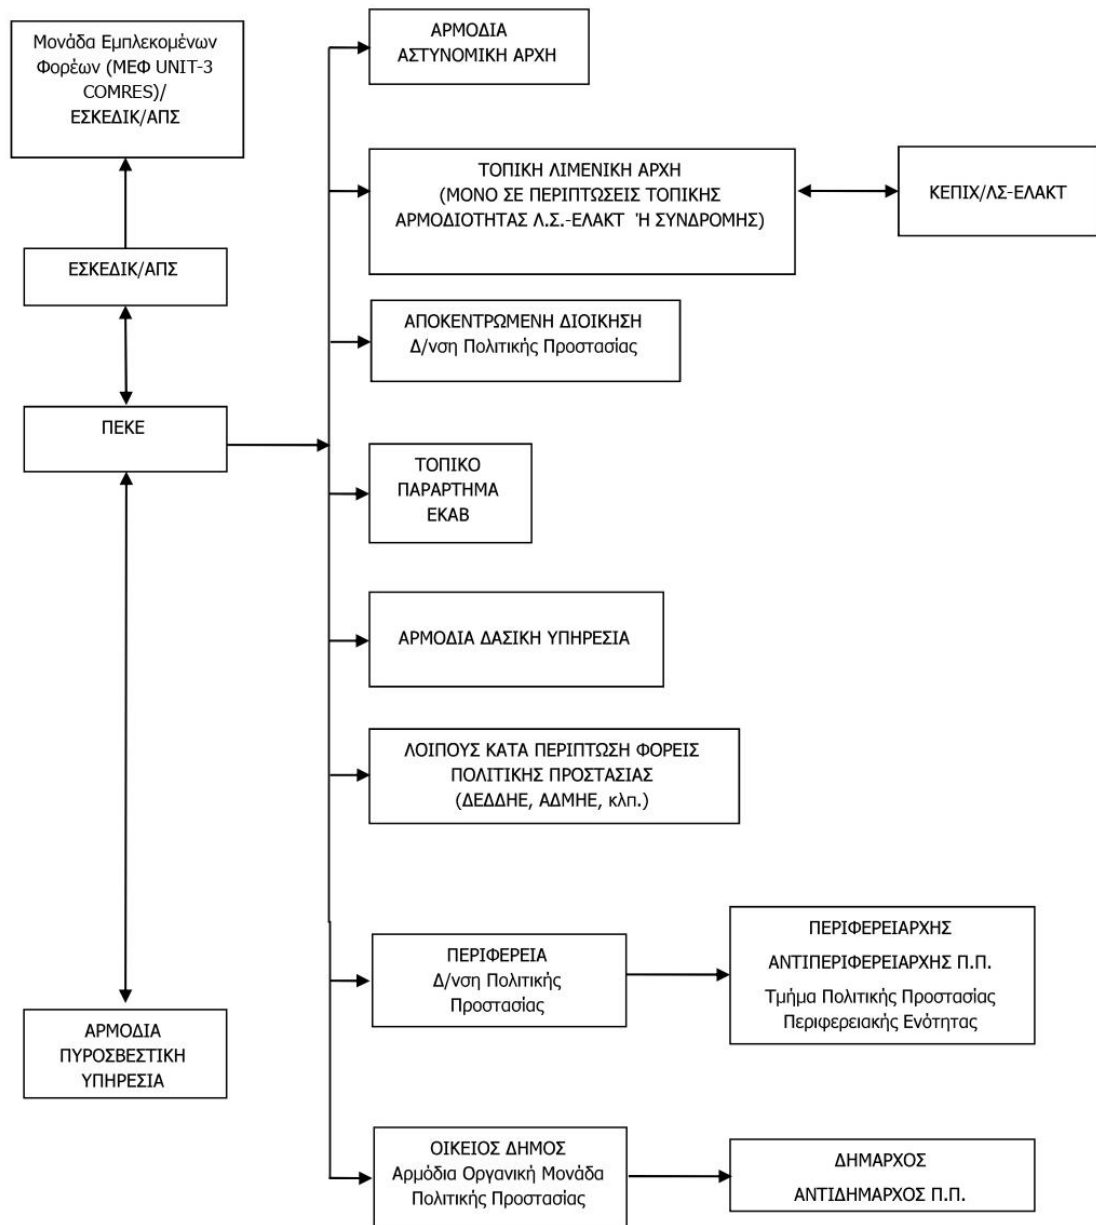 Μονάδα Εμπλεκομένων
Φορέων (ΜΕΦ UNIT-3
COMRES)/
ΕΣΚΕΔΙΚ/ΑΠΣ
ΕΣΚΕΔΙΚ/ΑΠΣ
ΠΕΚΕ
ΑΡΜΟΔΙΑ
ΠΥΡΟΣΒΕΣΤΙΚΗ
ΥΠΗΡΕΣΙΑ
ΑΡΜΟΔΙΑ
ΑΣΤΥΝΟΜΙΚΗ ΑΡΧΗ
ΤΟΠΙΚΗ ΛΙΜΕΝΙΚΗ ΑΡΧΗ
(ΜΟΝΟ ΣΕ ΠΕΡΙΠΤΩΣΕΙΣ ΤΟΠΙΚΗΣ
ΑΡΜΟΔΙΟΤΗΤΑΣ Λ.Σ.-ΕΛΑΚΤ Ή ΣΥΝΔΡΟΜΗΣ)
ΚΕΠΙΧ/ΛΣ-ΕΛΑΚΤ
ΑΠΟΚΕΝΤΡΩΜΕΝΗ ΔΙΟΙΚΗΣΗ
Δ/νση Πολιτικής Προστασίας
ΤΟΠΙΚΟ
ΠΑΡΑΡΤΗΜΑ
ΕΚΑΒ
ΑΡΜΟΔΙΑ ΔΑΣΙΚΗ ΥΠΗΡΕΣΙΑ
ΛΟΙΠΟΥΣ ΚΑΤΑ ΠΕΡΙΠΤΩΣΗ ΦΟΡΕΙΣ
ΠΟΛΙΤΙΚΗΣ ΠΡΟΣΤΑΣΙΑΣ
(ΔΕΔΔΗΕ, ΑΔΜΗΕ, κλπ.)
ΠΕΡΙΦΕΡΕΙΑ
Δ/νση Πολιτικής
Προστασίας
ΠΕΡΙΦΕΡΕΙΑΡΧΗΣ
ΑΝΤΙΠΕΡΙΦΕΡΕΙΑΡΧΗΣ Π.Π.
Τμήμα Πολιτικής Προστασίας
Περιφερειακής Ενότητας
ΟΙΚΕΙΟΣ ΔΗΜΟΣ
Αρμόδια Οργανική Μονάδα
Πολιτικής Προστασίας
ΔΗΜΑΡΧΟΣ
ΑΝΤΙΔΗΜΑΡΧΟΣ Π.Π.